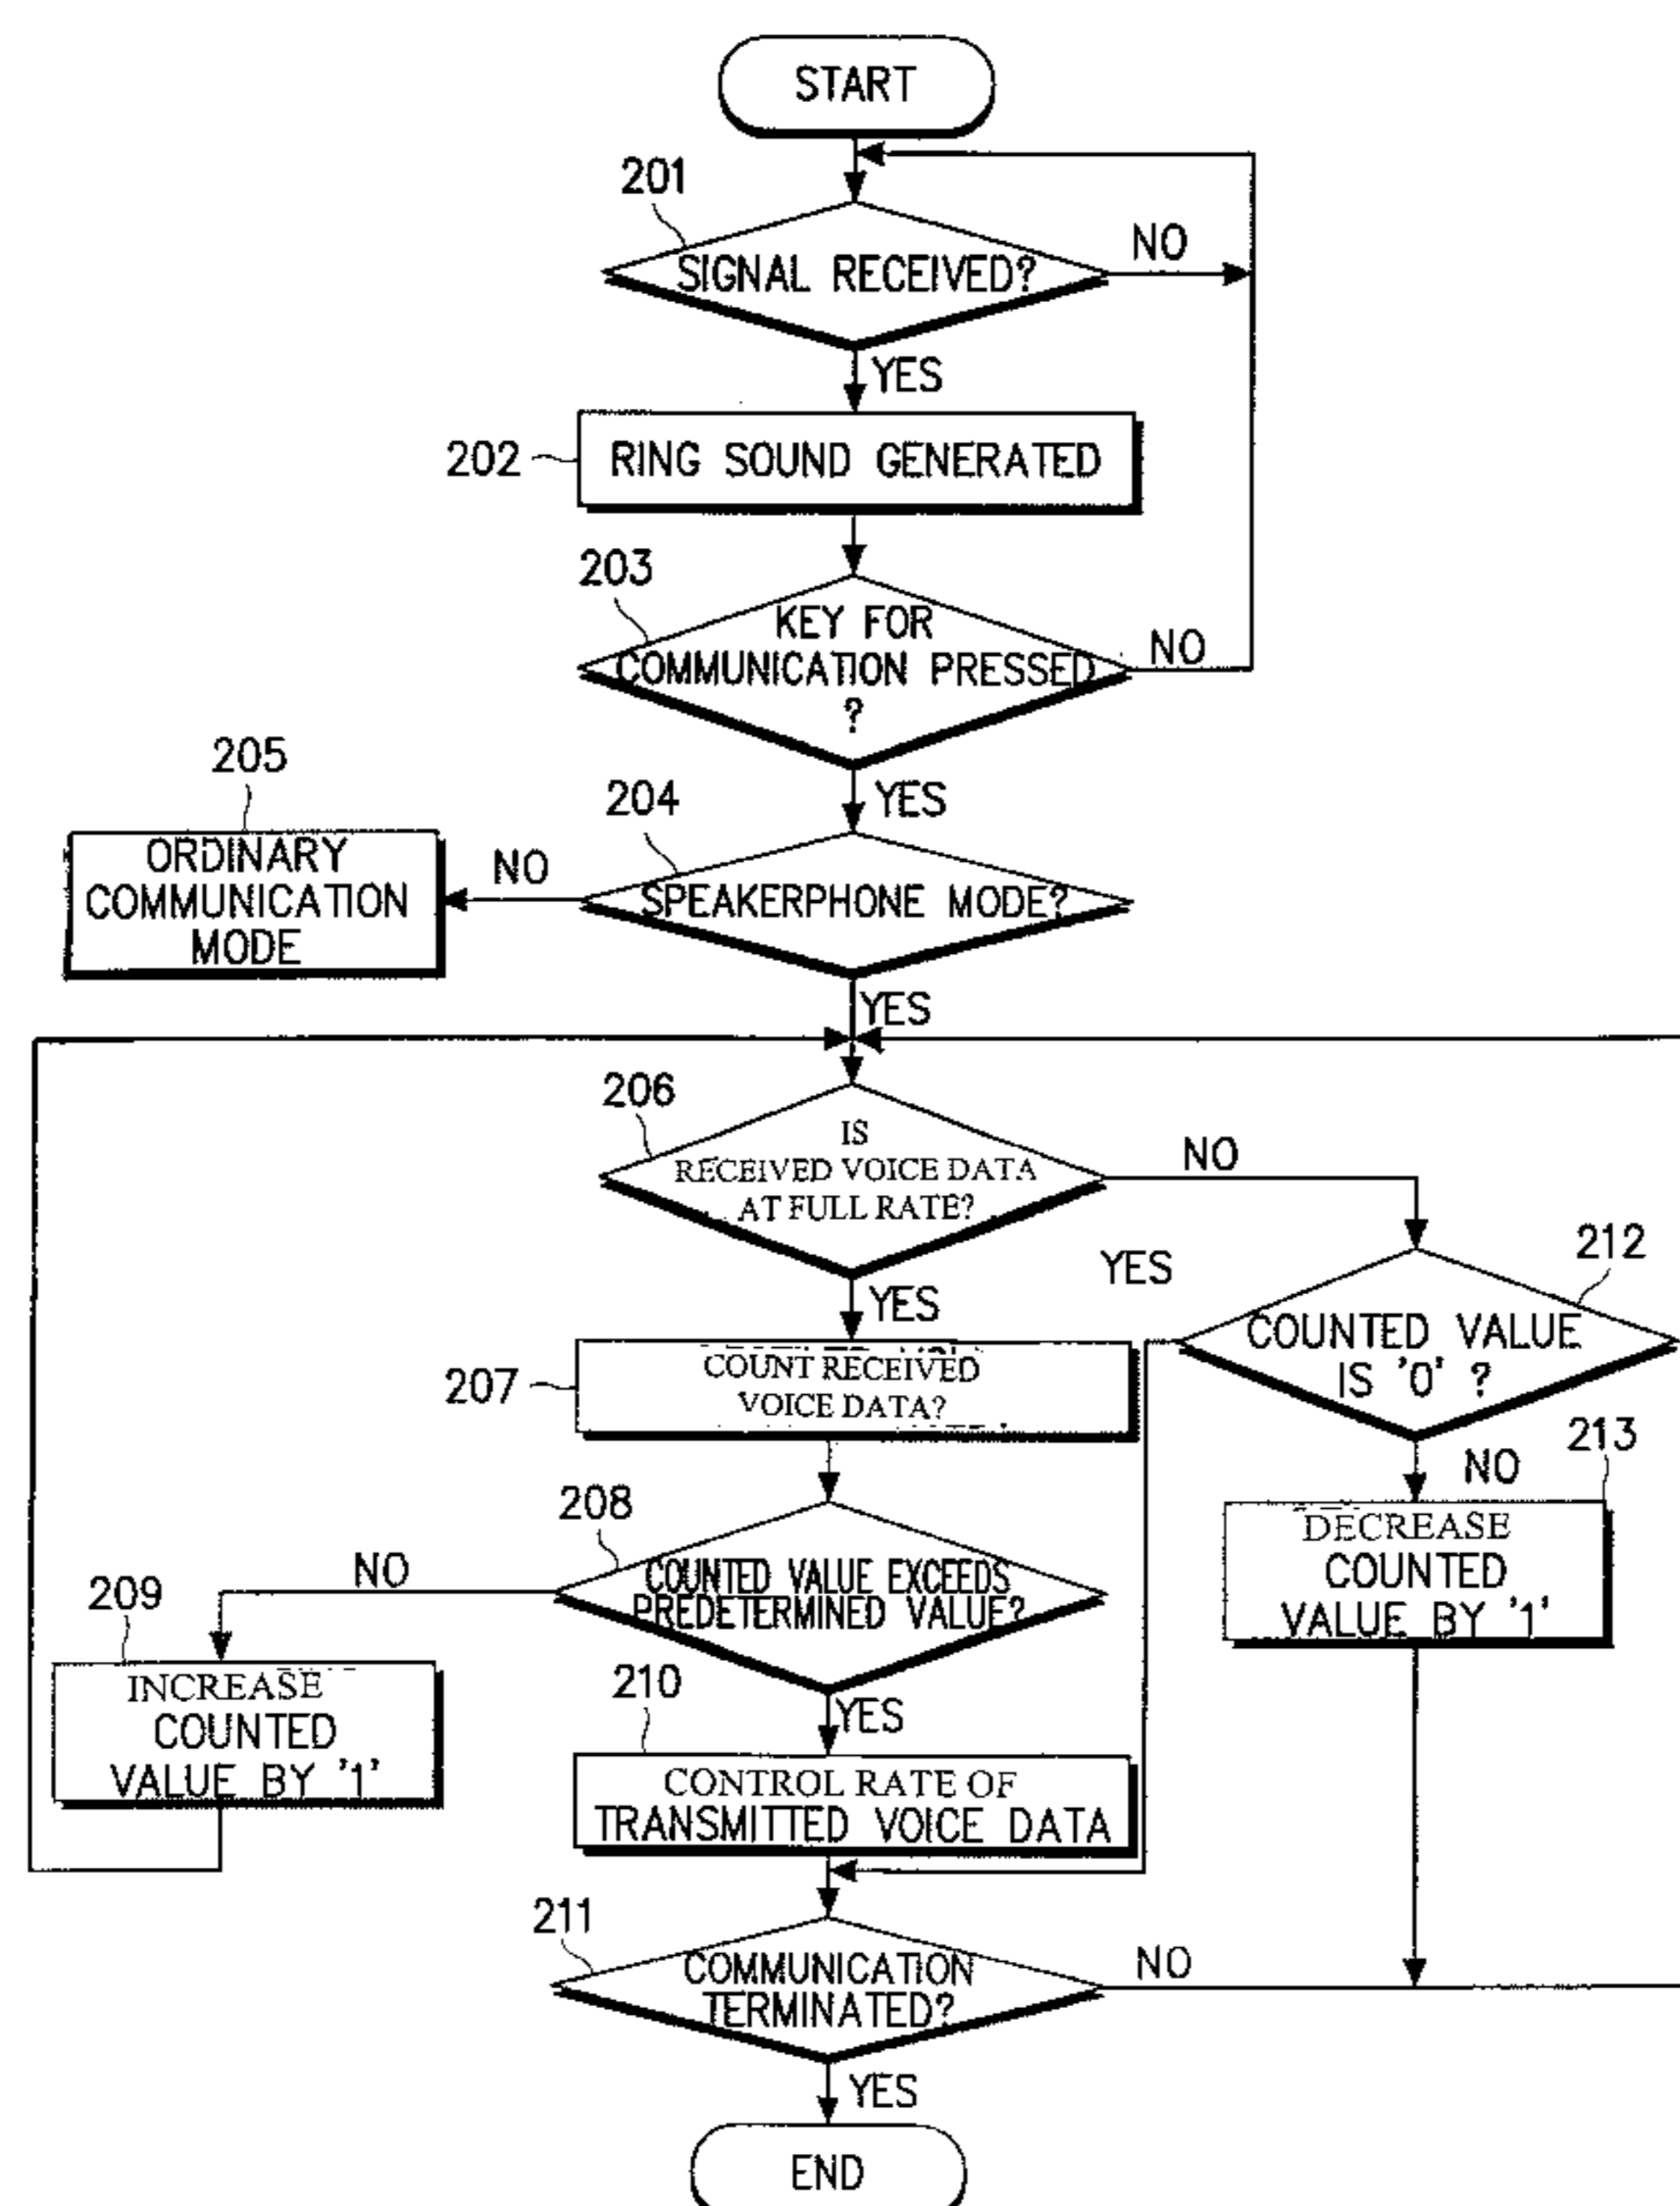 START
201
SIGNAL RECEIVED?
NO
YES
202
RING SOUND GENERATED
203
KEY FOR
COMMUNICATION PRESSED
?
NO
YES
205
ORDINARY
COMMUNICATION
MODE
NO
204
SPEAKERPHONE MODE?
YES
206
IS
RECEIVED VOICE DATA
AT FULL RATE?
NO
YES
YES
212
COUNTED VALUE
IS '0' ?
207
COUNT RECEIVED
VOICE DATA?
NO
213
DECREASE
COUNTED
VALUE BY '1'
208
COUNTED VALUE EXCEEDS
PREDETERMINED VALUE?
NO
209
INCREASE
COUNTED
VALUE BY '1'
YES
210
CONTROL RATE OF
TRANSMITTED VOICE DATA
211
COMMUNICATION
TERMINATED?
NO
YES
END